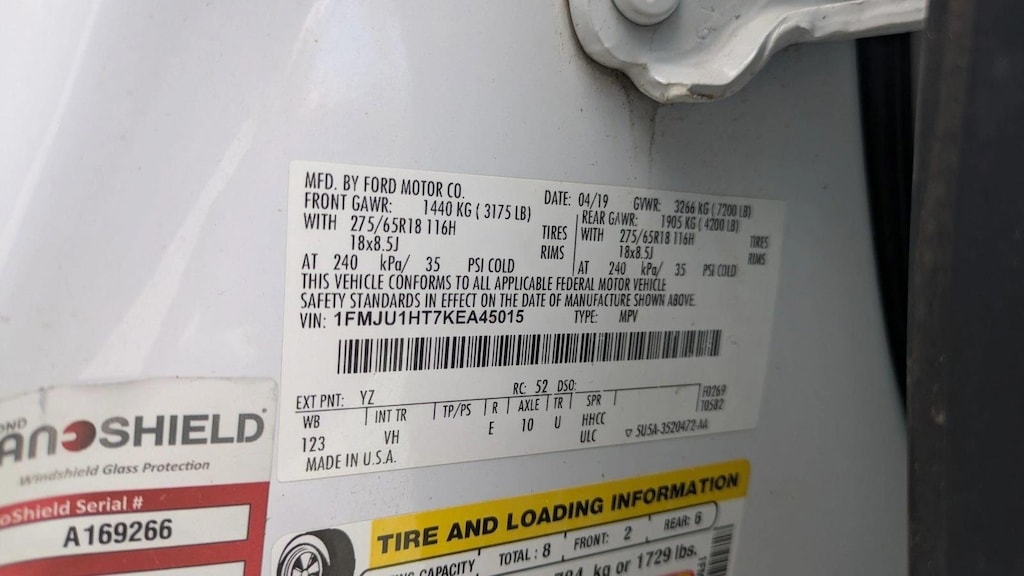 MFD. BY FORD MOTOR CO. DATE: 04/19 GVWR: 3266 KG ( 7200 LB)
FRONT GAWR: 1440 KG ( 3175 LB) REAR GAWR: 1905 KG ( 4200 LB)
WITH 275/65R18 116H TIRES WITH 275/65R18 116H TIRES
18x8.5J RIMS 18x8.5J RIMS
AT 240 kPa/ 35 PSI COLD AT 240 kPa/ 35 PSI COLD
THIS VEHICLE CONFORMS TO ALL APPLICABLE FEDERAL MOTOR VEHICLE
SAFETY STANDARDS IN EFFECT ON THE DATE OF MANUFACTURE SHOWN ABOVE.
VIN: 1FMJU1HT7KEA45015 TYPE: MPV
EXT PNT: YZ RC: 52 DSO: F0269
WB INT TR TP/PS R AXLE TR SPR T0582
123 VH E 10 U HHCC
ULC ▽ 5U5A-3520472-AA
MADE IN U.S.A.
SHIELD
Windshield Glass Protection
oShield Serial #
A169266
TIRE AND LOADING INFORMATION
CAPACITY TOTAL : 8 FRONT: 2 REAR: 6
kg or 1729 lbs.